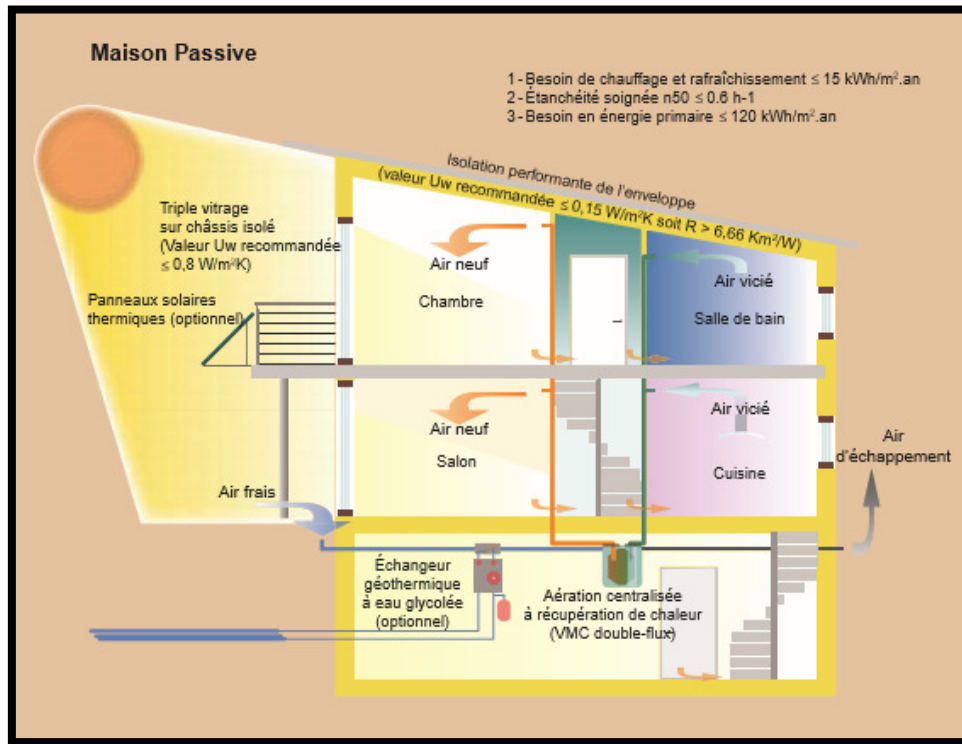 Maison Passive
1 - Besoin de chauffage et rafraîchissement ≤ 15 kWh/m².an
2 - Étanchéité soignée n50 ≤ 0.6 h-1
3 - Besoin en énergie primaire ≤ 120 kWh/m².an
Isolation performante de l'enveloppe
(valeur Uw recommandée ≤ 0,15 W/m²K soit R > 6,66 Km²/W)
Triple vitrage
sur châssis isolé
(Valeur Uw recommandée
≤ 0,8 W/m²K)
Panneaux solaires
thermiques (optionnel)
Air neuf
Chambre
Air vicié
Salle de bain
Air neuf
Salon
Air vicié
Cuisine
Air
d'échappement
Air frais
Échangeur
géothermique
à eau glycolée
(optionnel)
Aération centralisée
à récupération de chaleur
(VMC double-flux)